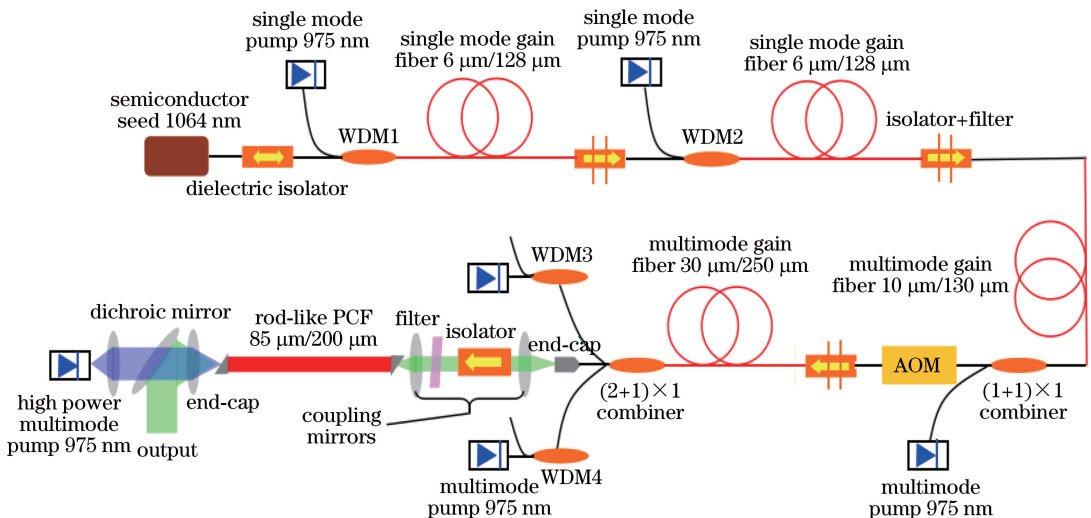 single mode
pump 975 nm
single mode gain
fiber 6 μm/128 μm
single mode
pump 975 nm
single mode gain
fiber 6 μm/128 μm
semiconductor
seed 1064 nm
WDM1
WDM2
isolator+filter
dielectric isolator
WDM3
multimode gain
fiber 30 μm/250 μm
multimode gain
fiber 10 μm/130 μm
dichroic mirror
rod-like PCF
85 μm/200 μm
filter
isolator
end-cap
AOM
high power
multimode
pump 975 nm
end-cap
output
coupling
mirrors
(2+1)×1
combiner
(1+1)×1
combiner
WDM4
multimode
pump 975 nm
multimode
pump 975 nm